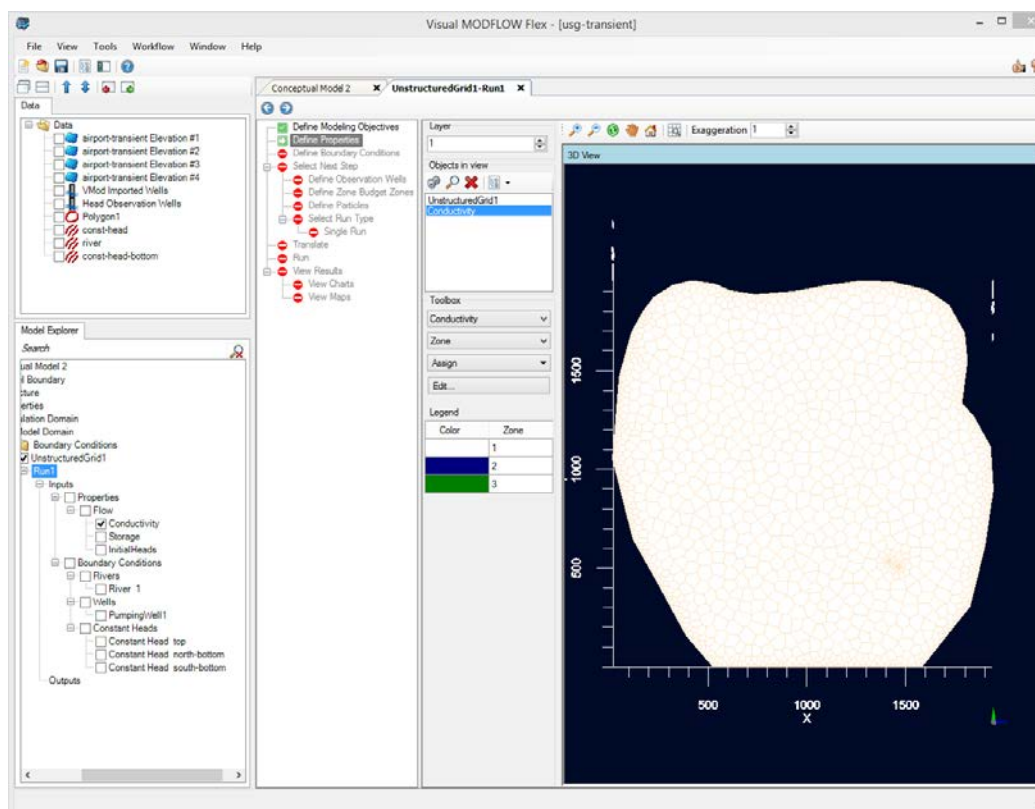 Visual MODFLOW Flex - [usg-transient]
File View Tools Workflow Window Help
Data
Data
airport-transient Elevation #1
airport-transient Elevation #2
airport-transient Elevation #3
airport-transient Elevation #4
VMod Imported Wells
Head Observation Wells
Polygon1
const-head
river
const-head-bottom
Model Explorer
Search
ual Model 2
l Boundary
cture
erties
ulation Domain
Model Domain
Boundary Conditions
UnstructuredGrid1
Run1
Inputs
Properties
Flow
Conductivity
Storage
InitialHeads
Boundary Conditions
Rivers
River 1
Wells
PumpingWell1
Constant Heads
Constant Head top
Constant Head north-bottom
Constant Head south-bottom
Outputs
Conceptual Model 2 UnstructuredGrid1-Run1
Define Modeling Objectives
Define Properties
Define Boundary Conditions
Select Next Step
Define Observation Wells
Define Zone Budget Zones
Define Particles
Select Run Type
Single Run
Translate
Run
View Results
View Charts
View Maps
Layer
1
Objects in view
UnstructuredGrid1
Conductivity
Toolbox
Conductivity
Zone
Assign
Edit...
Legend
Color Zone
1
2
3
Exaggeration 1
3D View
1500
1000
500
500 1000 1500
X